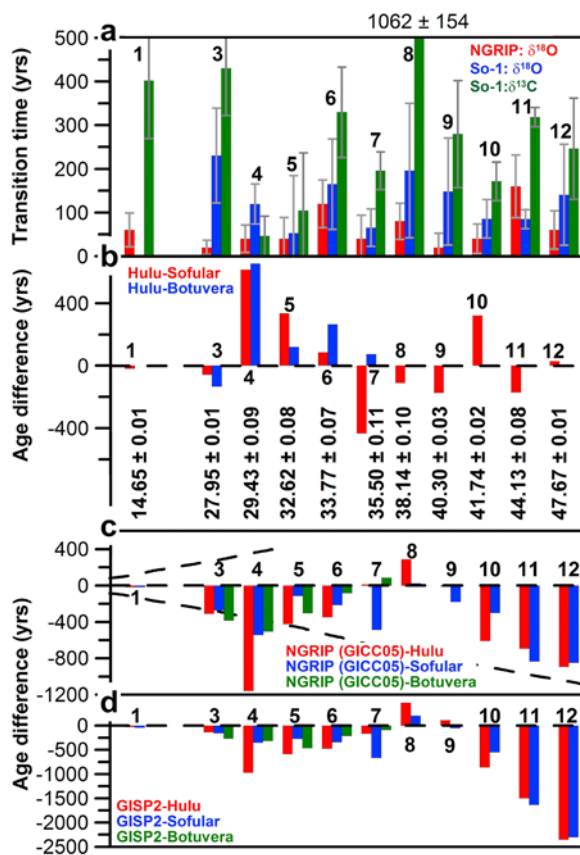 1062 ± 154
a
500
400
300
200
100
0
Transition time (yrs)
NGRIP: δ¹⁸O
So-1: δ¹⁸O
So-1:δ¹³C
1
3
4
5
6
7
8
9
10
11
12
b
400
0
-400
Age difference (yrs)
Hulu-Sofular
Hulu-Botuvera
1
3
4
5
6
7
8
9
10
11
12
14.65 ± 0.01
27.95 ± 0.01
29.43 ± 0.09
32.62 ± 0.08
33.77 ± 0.07
35.50 ± 0.11
38.14 ± 0.10
40.30 ± 0.03
41.74 ± 0.02
44.13 ± 0.08
47.67 ± 0.01
c
400
0
-400
-800
-1200
Age difference (yrs)
1
3
4
5
6
7
8
9
10
11
12
NGRIP (GICC05)-Hulu
NGRIP (GICC05)-Sofular
NGRIP (GICC05)-Botuvera
d
0
-500
-1000
-1500
-2000
-2500
1
3
4
5
6
7
8
9
10
11
12
GISP2-Hulu
GISP2-Sofular
GISP2-Botuvera